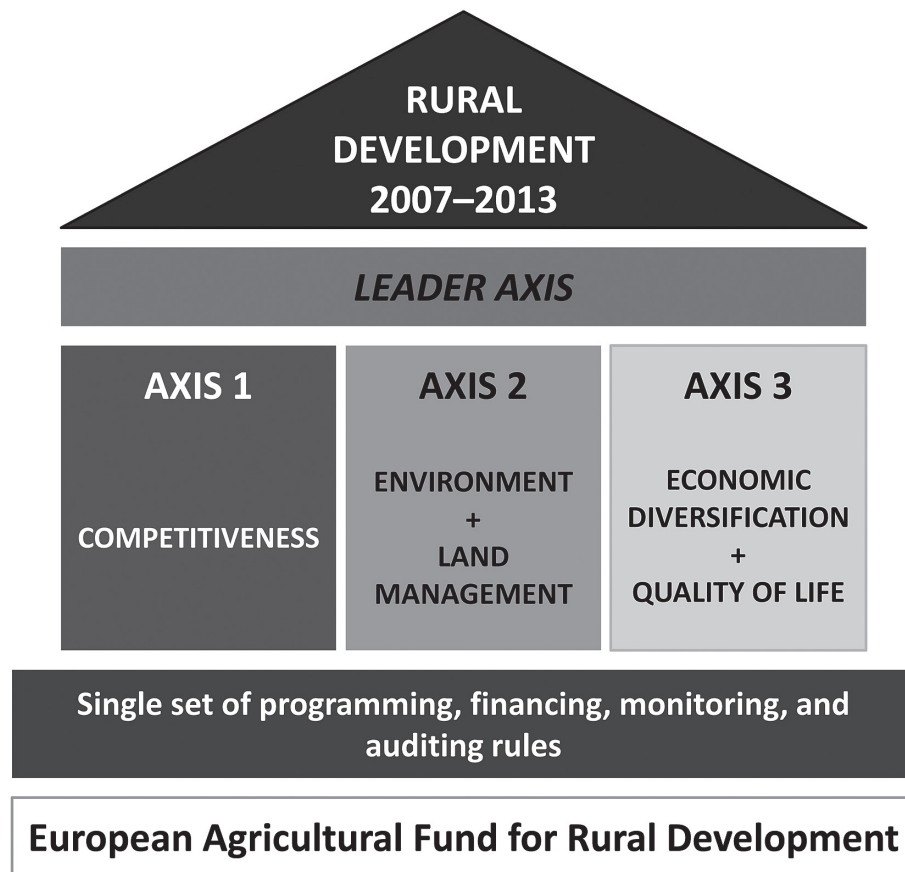 RURAL
DEVELOPMENT
2007–2013
LEADER AXIS
AXIS 1
COMPETITIVENESS
AXIS 2
ENVIRONMENT
+
LAND
MANAGEMENT
AXIS 3
ECONOMIC
DIVERSIFICATION
+
QUALITY OF LIFE
Single set of programming, financing, monitoring, and
auditing rules
European Agricultural Fund for Rural Development